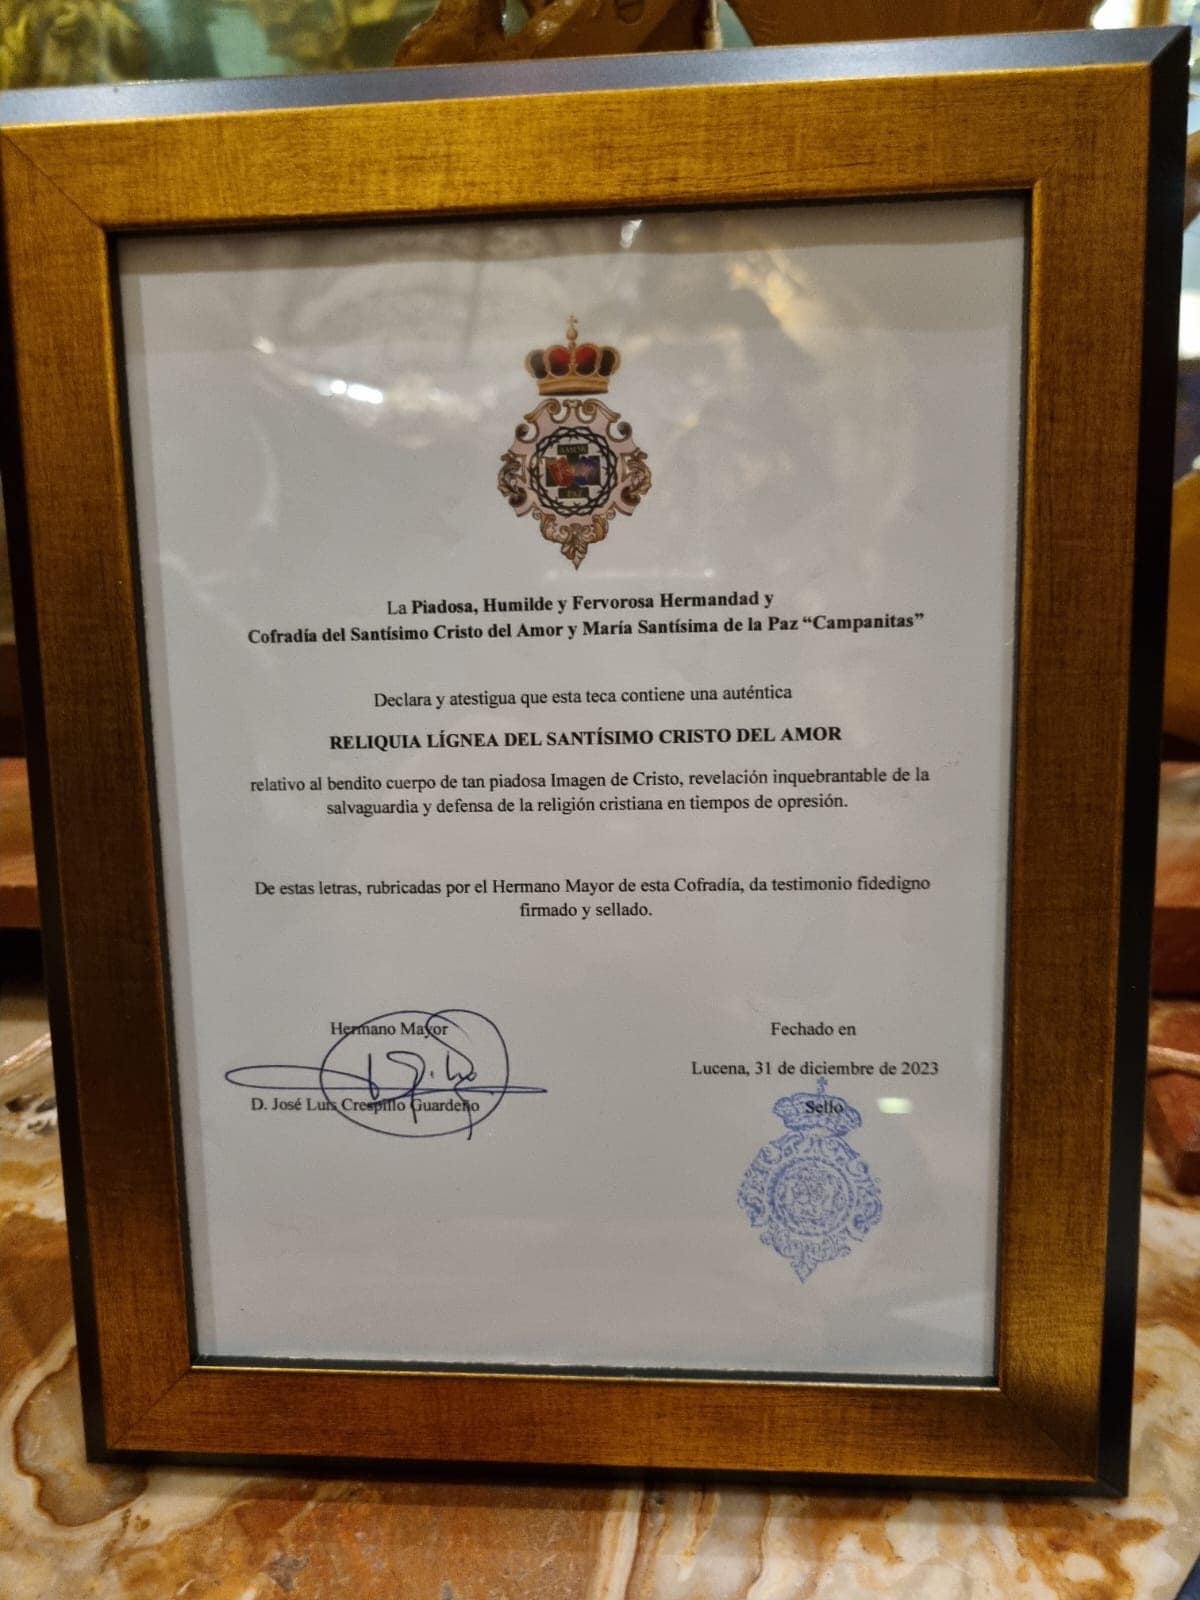 AMOR
PAZ
La Piadosa, Humilde y Fervorosa Hermandad y
Cofradía del Santísimo Cristo del Amor y María Santísima de la Paz “Campanitas”
Declara y atestigua que esta teca contiene una auténtica
RELIQUIA LÍGNEA DEL SANTÍSIMO CRISTO DEL AMOR
relativo al bendito cuerpo de tan piadosa Imagen de Cristo, revelación inquebrantable de la
salvaguardia y defensa de la religión cristiana en tiempos de opresión.
De estas letras, rubricadas por el Hermano Mayor de esta Cofradía, da testimonio fidedigno
firmado y sellado.
Hermano Mayor
D. José Luis Crespillo Guardeño
Fechado en
Lucena, 31 de diciembre de 2023
Sello